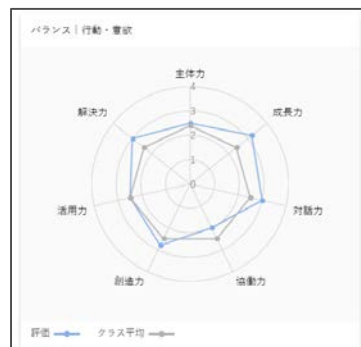 バランス｜行動・意欲
主体力
4
3
2
1
0
成長力
対話力
協働力
創造力
活用力
解決力
評価
クラス平均